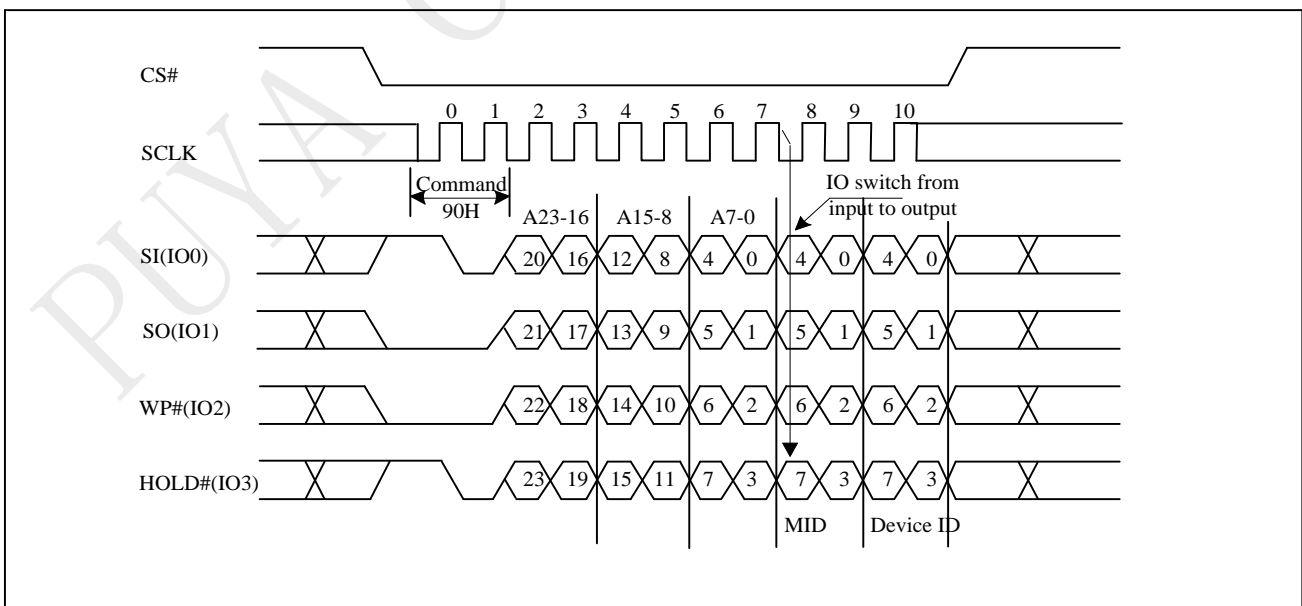 PUYA
CS#
0 1 2 3 4 5 6 7 8 9 10
SCLK
Command
90H
IO switch from
input to output
A23-16 A15-8 A7-0
SI(IO0) 20 16 12 8 4 0 4 0 4 0
SO(IO1) 21 17 13 9 5 1 5 1 5 1
WP#(IO2) 22 18 14 10 6 2 6 2 6 2
HOLD#(IO3) 23 19 15 11 7 3 7 3 7 3
MID Device ID